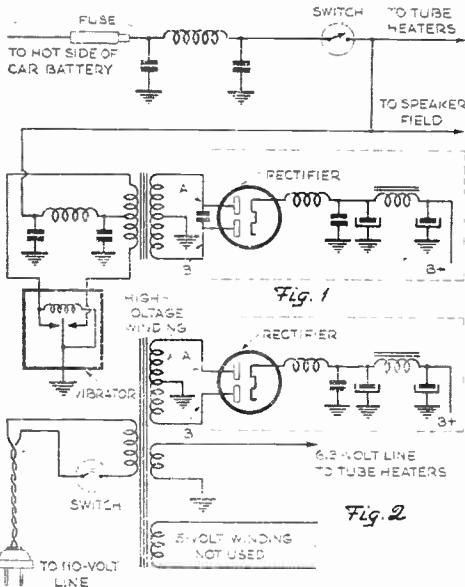 FUSE
SWITCH
TO TUBE
HEATERS
TO HOT SIDE OF
CAR BATTERY
TO SPEAKER
FIELD
A
RECTIFIER
B
B+
Fig. 1
HIGH-
VOLTAGE
WINDING
RECTIFIER
VIBRATOR
A
B
B+
6.3-VOLT LINE
TO TUBE HEATERS
SWITCH
Fig. 2
5-VOLT WINDING
NOT USED
TO 110-VOLT
LINE